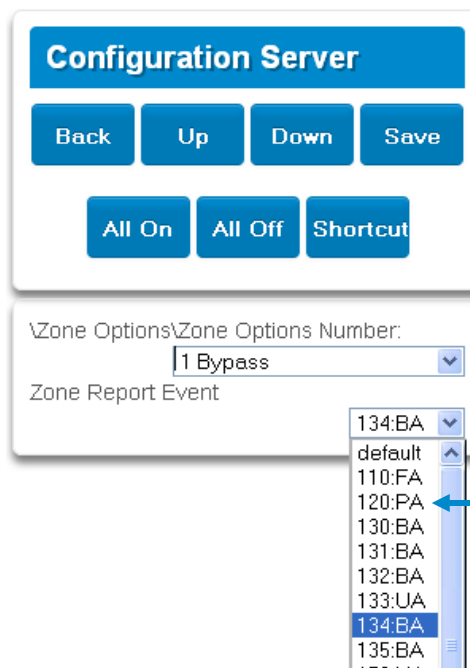 Configuration Server
Back Up Down Save
All On All Off Shortcut
\Zone Options\Zone Options Number:
1 Bypass
Zone Report Event
134:BA
default
110:FA
120:PA
130:BA
131:BA
132:BA
133:UA
134:BA
135:BA